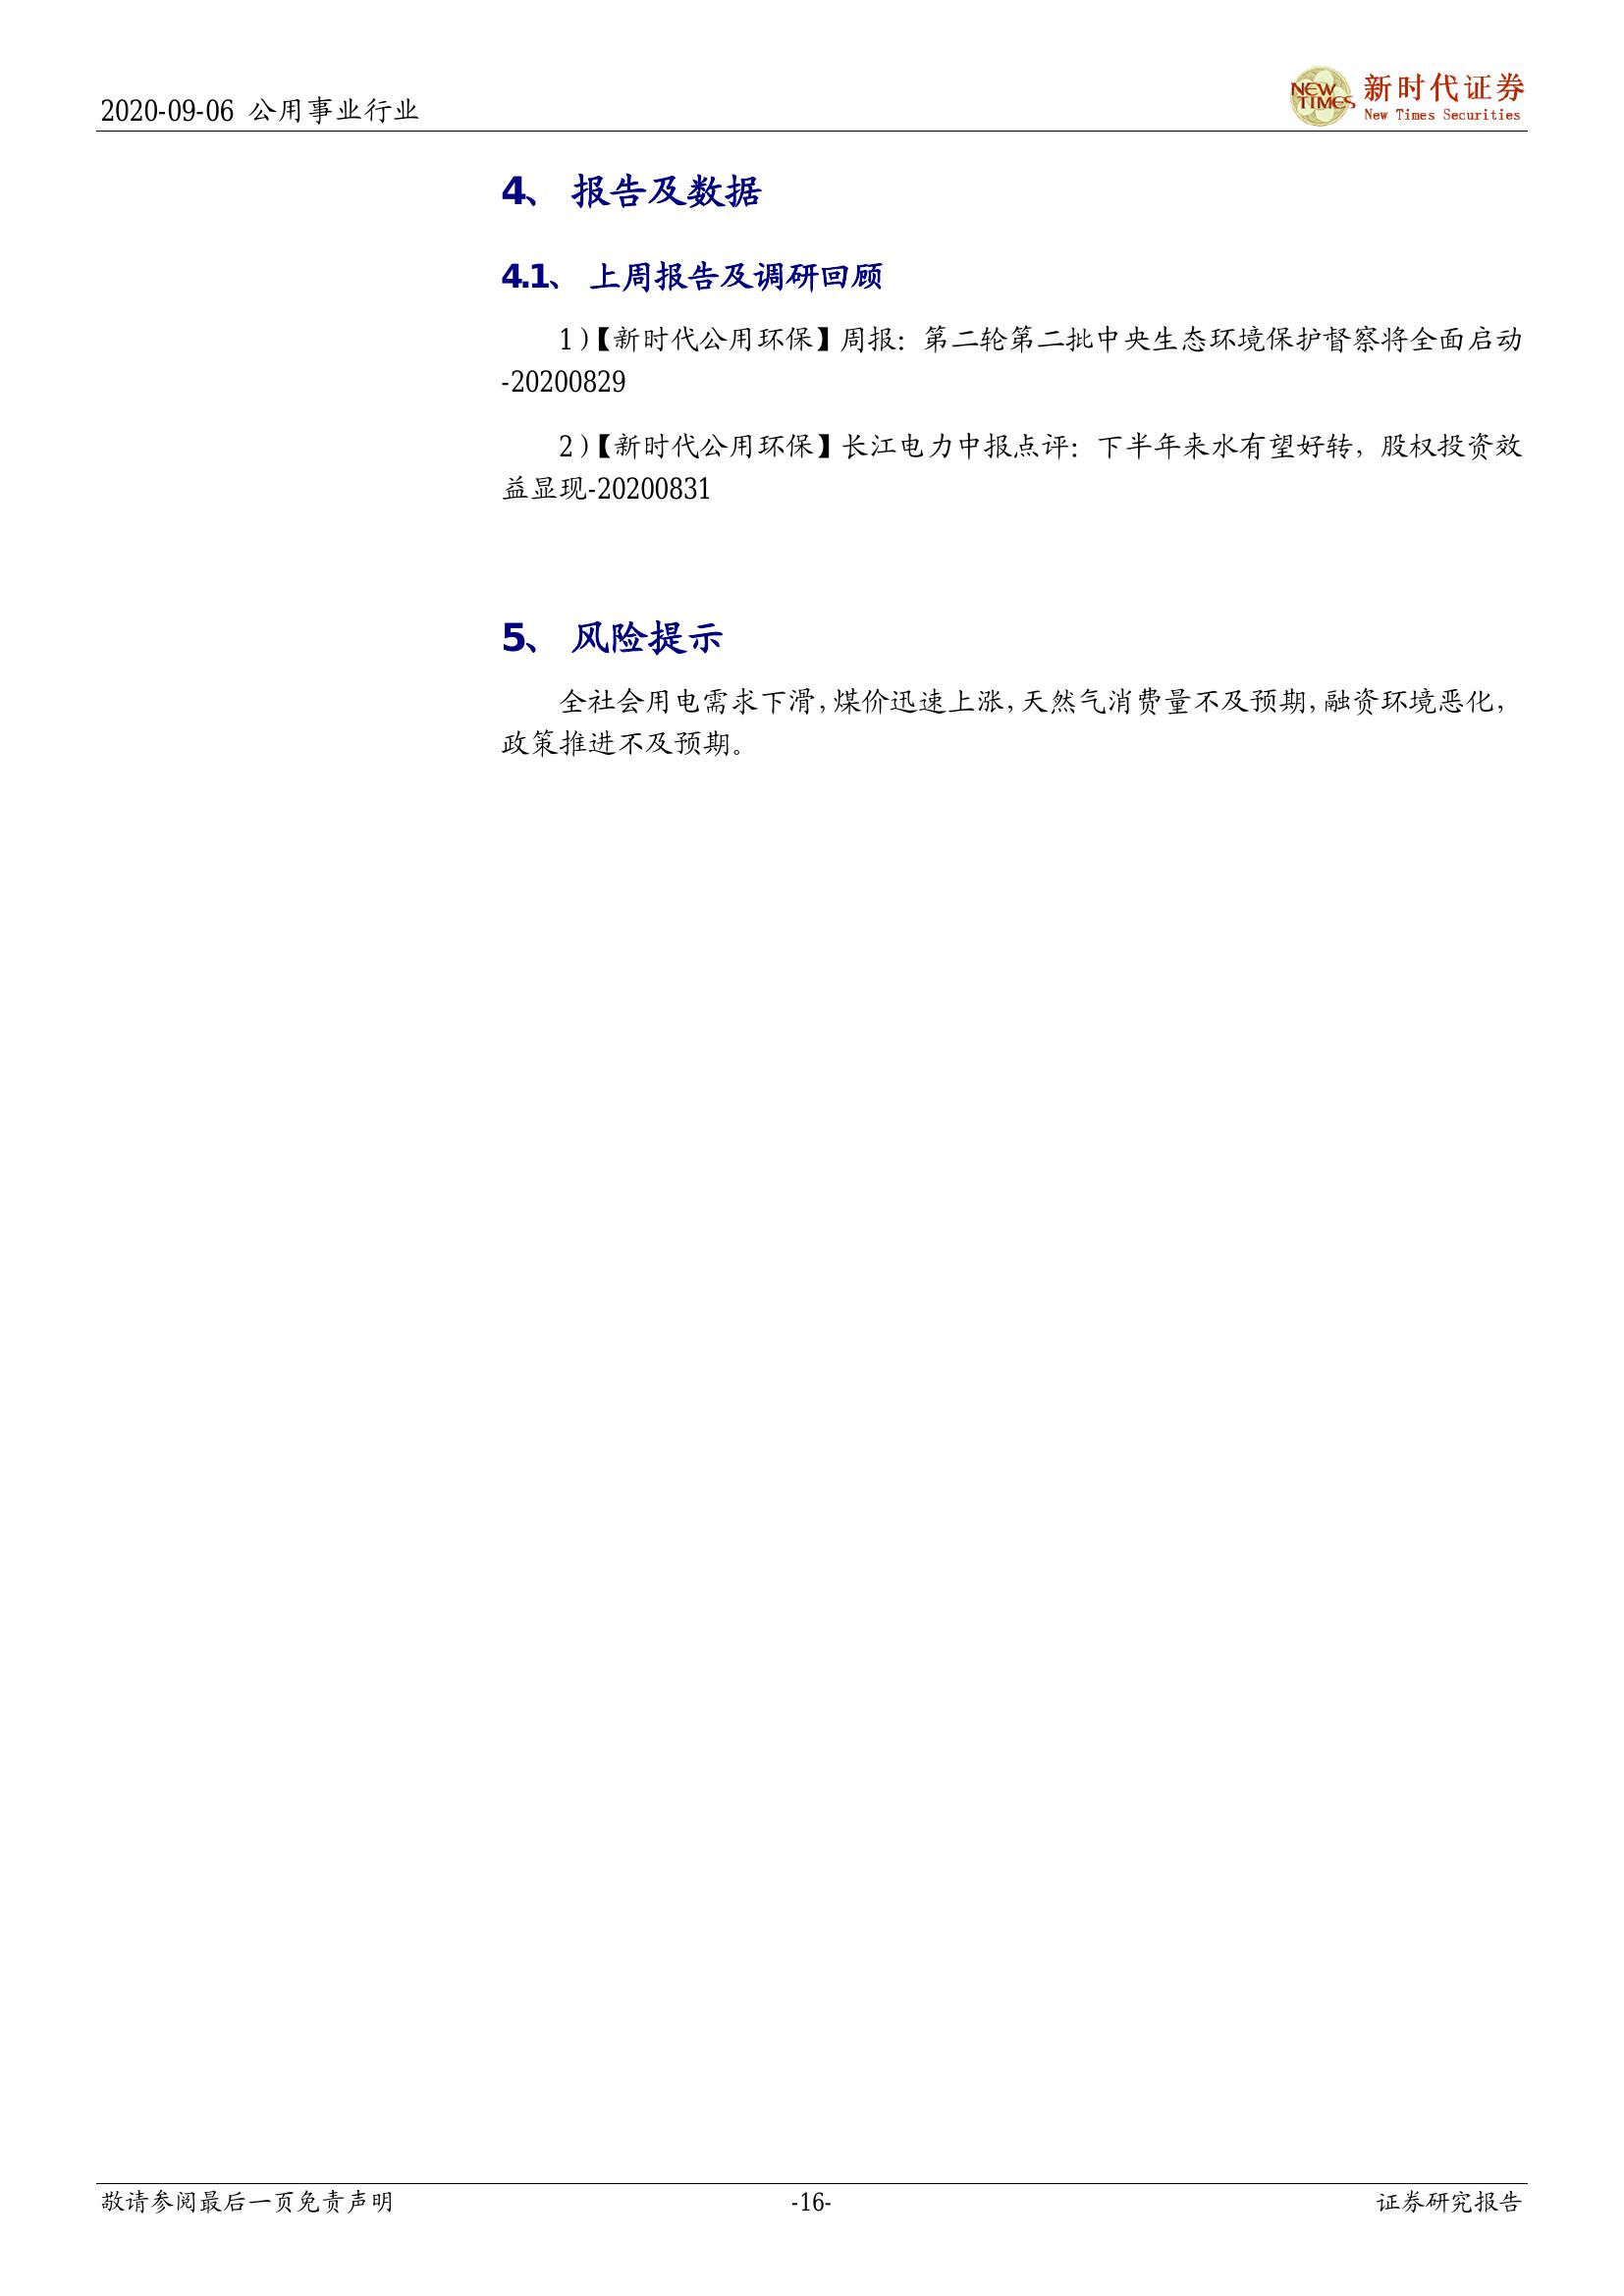 2020-09-06 公用事业行业
NEW TIMES 新时代证券
New Times Securities
4、 报告及数据
4.1、 上周报告及调研回顾
1)【新时代公用环保】周报：第二轮第二批中央生态环境保护督察将全面启动
-20200829
2)【新时代公用环保】长江电力中报点评：下半年来水有望好转，股权投资效
益显现-20200831
5、 风险提示
全社会用电需求下滑，煤价迅速上涨，天然气消费量不及预期，融资环境恶化，
政策推进不及预期。
敬请参阅最后一页免责声明 -16- 证券研究报告